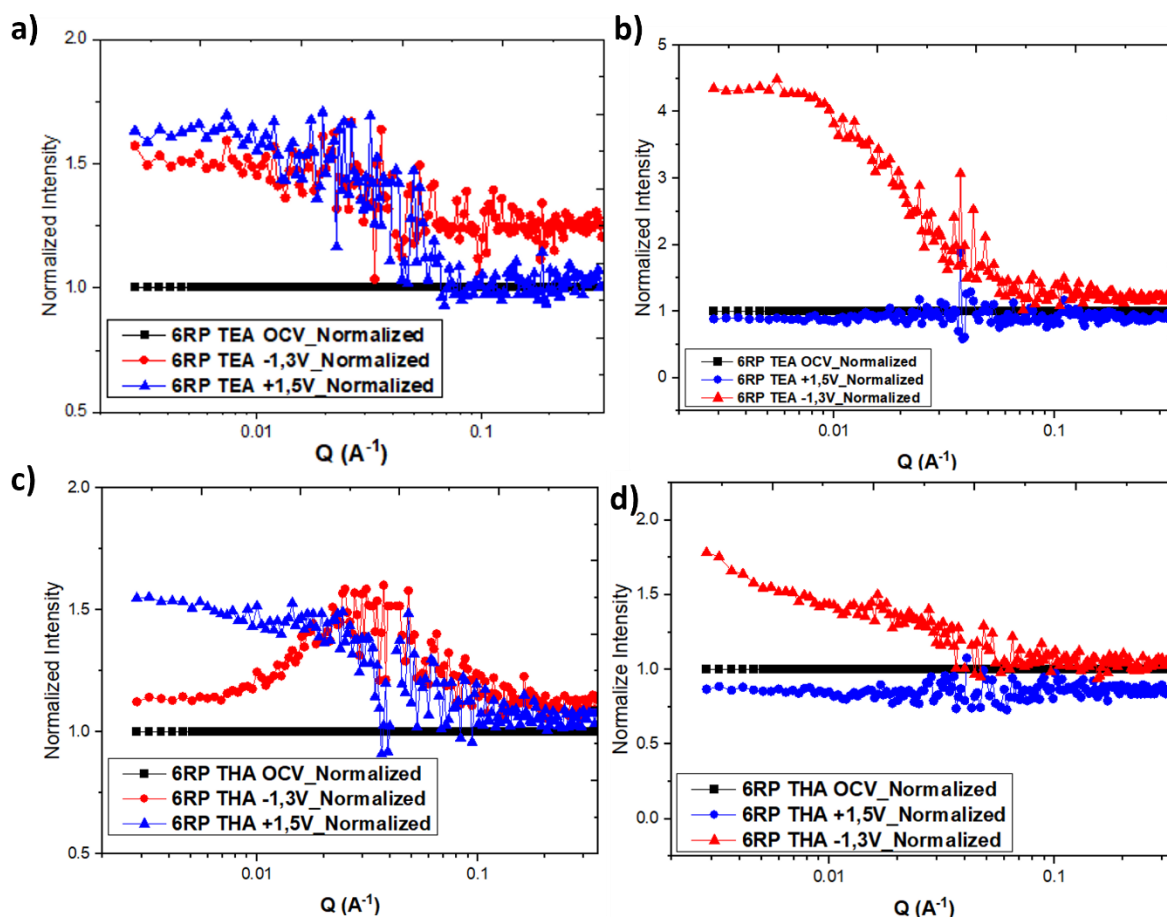 a)
2.0
1.5
1.0
0.5
Normalized Intensity
6RP TEA OCV_Normalized
6RP TEA -1,3V_Normalized
6RP TEA +1,5V_Normalized
0.01
0.1
Q (A-1)
b)
5
4
3
2
1
0
Normalized Intensity
6RP TEA OCV_Normalized
6RP TEA +1,5V_Normalized
6RP TEA -1,3V_Normalized
0.01
0.1
Q (A-1)
c)
2.0
1.5
1.0
0.5
Normalized Intensity
6RP THA OCV_Normalized
6RP THA -1,3V_Normalized
6RP THA +1,5V_Normalized
0.01
0.1
Q (A-1)
d)
2.0
1.5
1.0
0.5
0.0
Normalize Intensity
6RP THA OCV_Normalized
6RP THA +1,5V_Normalized
6RP THA -1,3V_Normalized
0.01
0.1
Q (A-1)